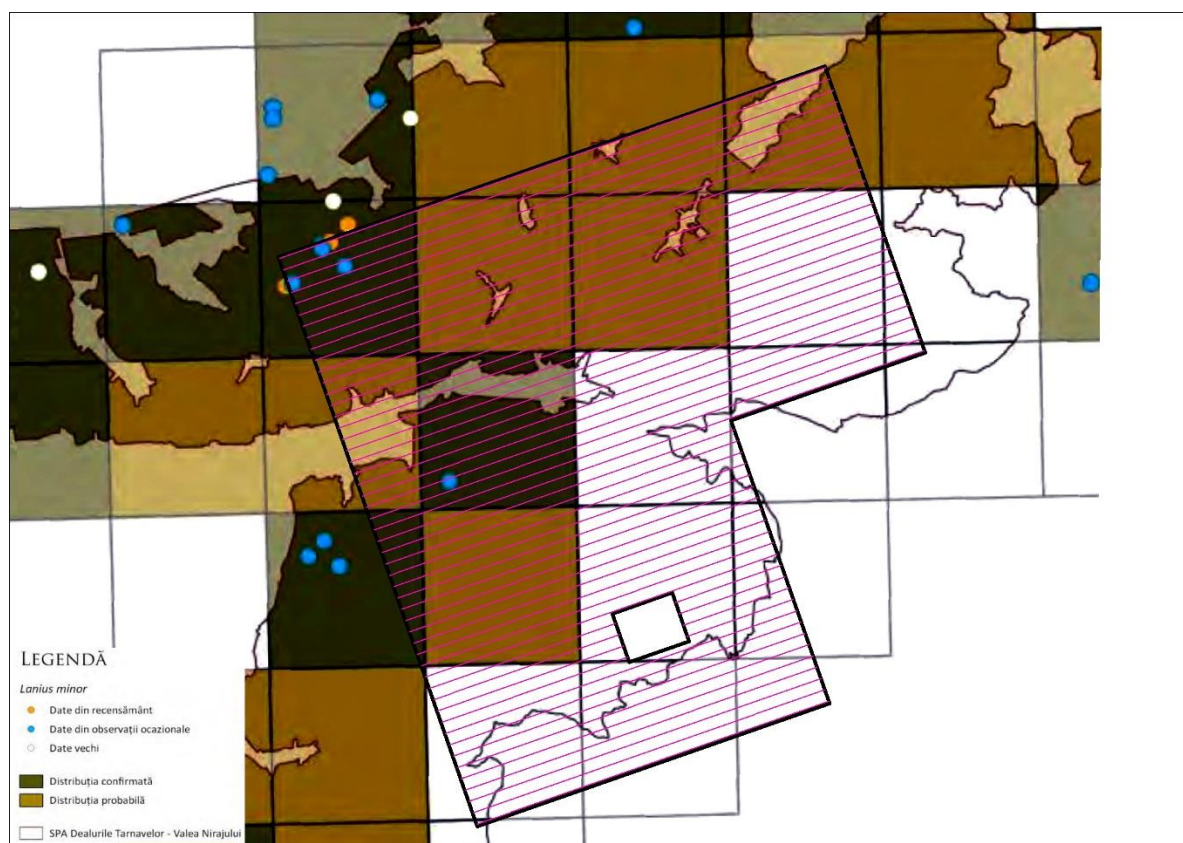 LEGENDĂ
Lanius minor
Date din recensământ
Date din observații ocazionale
Date vechi
Distribuția confirmată
Distribuția probabilă
SPA Dealurile Tarnavelor - Valea Nirajului